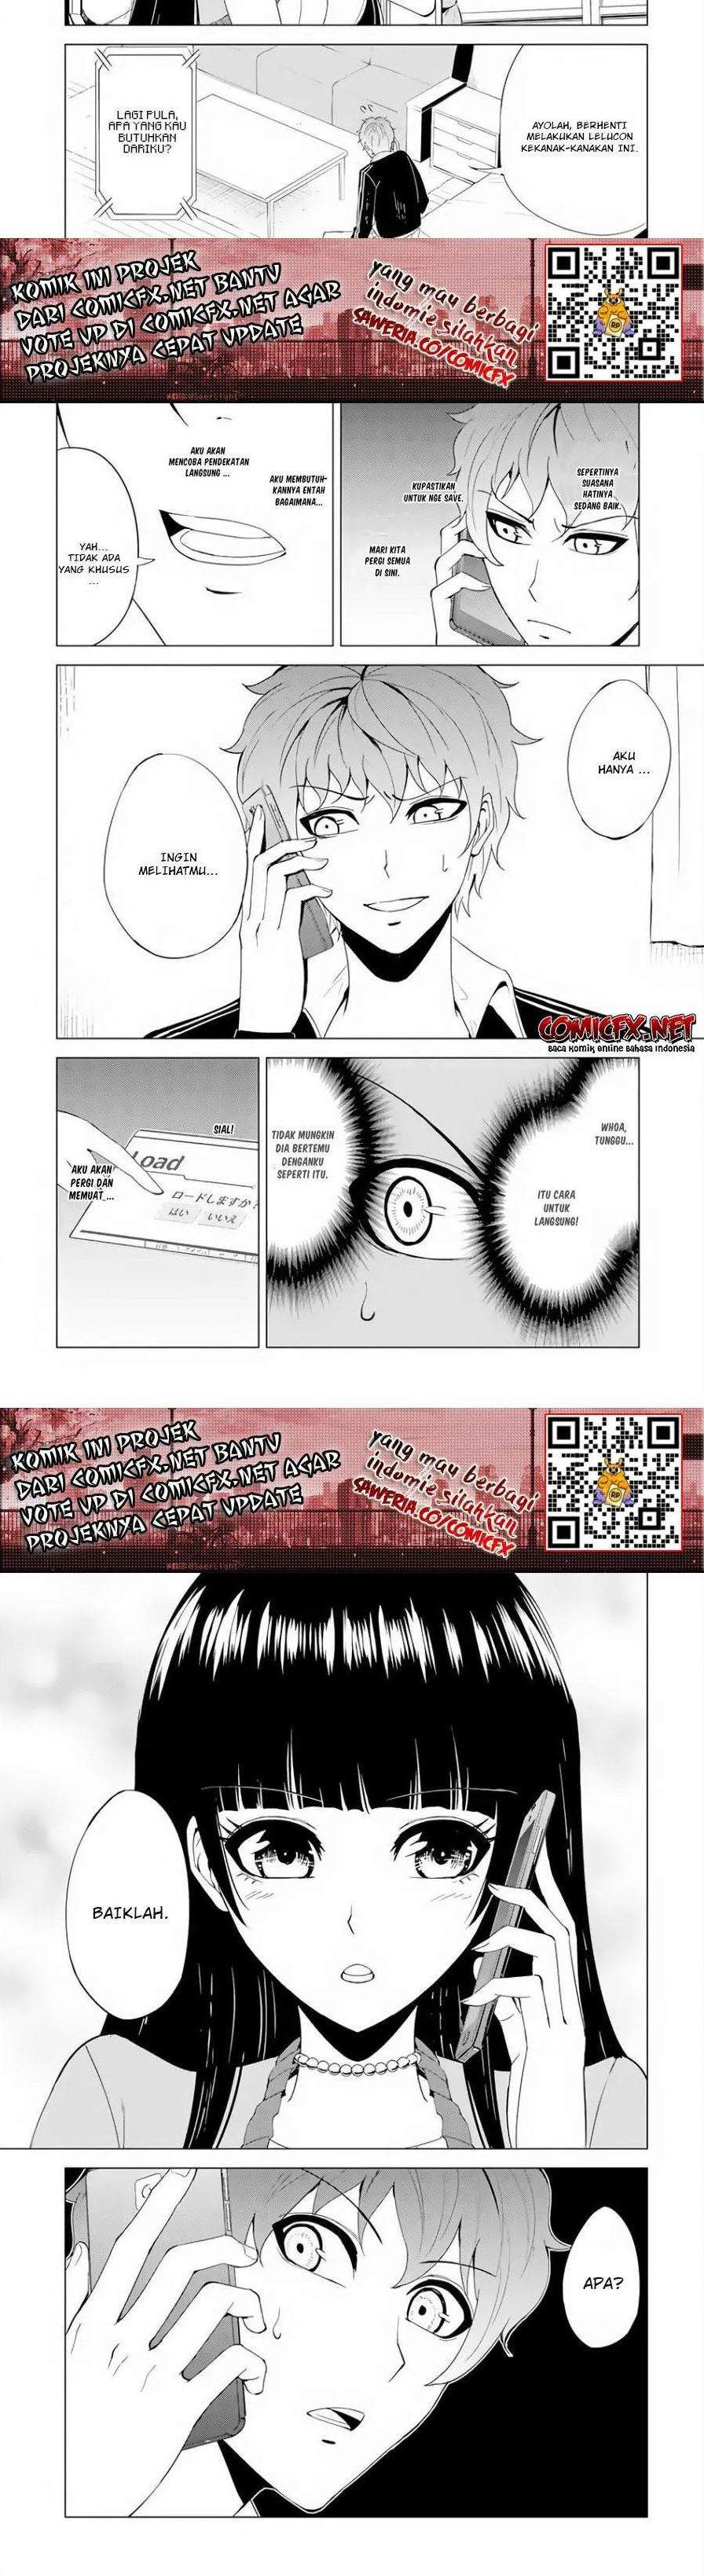 AYOLAH, BERHENTI
MELAKUKAN LELUCON
KEKANAK-KANAKAN INI.
LAGI PULA,
APA YANG KAU
BUTUHKAN
DARIKU?
KOMIK INI PROJEK
DARI COMICFX.NET BANTU
VOTE UP DI COMICFX.NET AGAR
PROJEKNYA CEPAT UPDATE
yang mau berbagi
indomie silahkan
SAWERIA.CO/COMICFX
SEPERTINYA
SUASANA
HATINYA
SEDANG BAIK.
KUPASTIKAN
UNTUK NGE SAVE.
MARI KITA
PERGI SEMUA
DI SINI.
AKU AKAN
MENCOBA PENDEKATAN
LANGSUNG ...
AKU MEMBUTUH-
KANNYA ENTAH
BAGAIMANA...
YAH...
TIDAK ADA
YANG KHUSUS
...
AKU
HANYA ...
INGIN
MELIHATMU...
COMICFX.NET
Baca Komik Online Bahasa Indonesia
WHOA,
TUNGGU...
ITU CARA
UNTUK
LANGSUNG!
TIDAK MUNGKIN
DIA BERTEMU
DENGANKU
SEPERTI ITU.
SIAL!
AKU AKAN
PERGI DAN
MEMUAT ...
Load
ロードしますか?
はい いいえ
KOMIK INI PROJEK
DARI COMICFX.NET BANTU
VOTE UP DI COMICFX.NET AGAR
PROJEKNYA CEPAT UPDATE
yang mau berbagi
indomie silahkan
SAWERIA.CO/COMICFX
BAIKLAH.
APA?